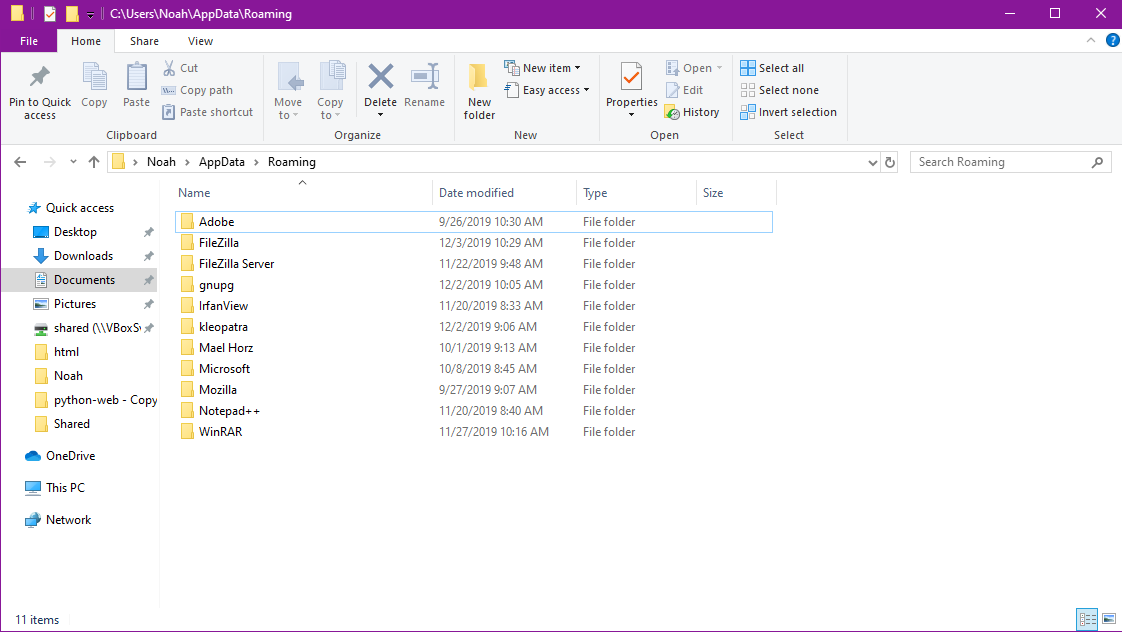 C:\Users\Noah\AppData\Roaming
File Home Share View
Pin to Quick access
Copy
Paste
Cut
Copy path
Paste shortcut
Clipboard
Move to
Copy to
Delete
Rename
Organize
New folder
New item
Easy access
New
Properties
Open
Edit
History
Open
Select all
Select none
Invert selection
Select
Noah > AppData > Roaming
Search Roaming
Quick access
Desktop
Downloads
Documents
Pictures
shared (\\VBoxSv
html
Noah
python-web - Copy
Shared
OneDrive
This PC
Network
Name Date modified Type Size
Adobe 9/26/2019 10:30 AM File folder
FileZilla 12/3/2019 10:29 AM File folder
FileZilla Server 11/22/2019 9:48 AM File folder
gnupg 12/2/2019 10:05 AM File folder
IrfanView 11/20/2019 8:33 AM File folder
kleopatra 12/2/2019 9:06 AM File folder
Mael Horz 10/1/2019 9:13 AM File folder
Microsoft 10/8/2019 8:45 AM File folder
Mozilla 9/27/2019 9:07 AM File folder
Notepad++ 11/20/2019 8:40 AM File folder
WinRAR 11/27/2019 10:16 AM File folder
11 items